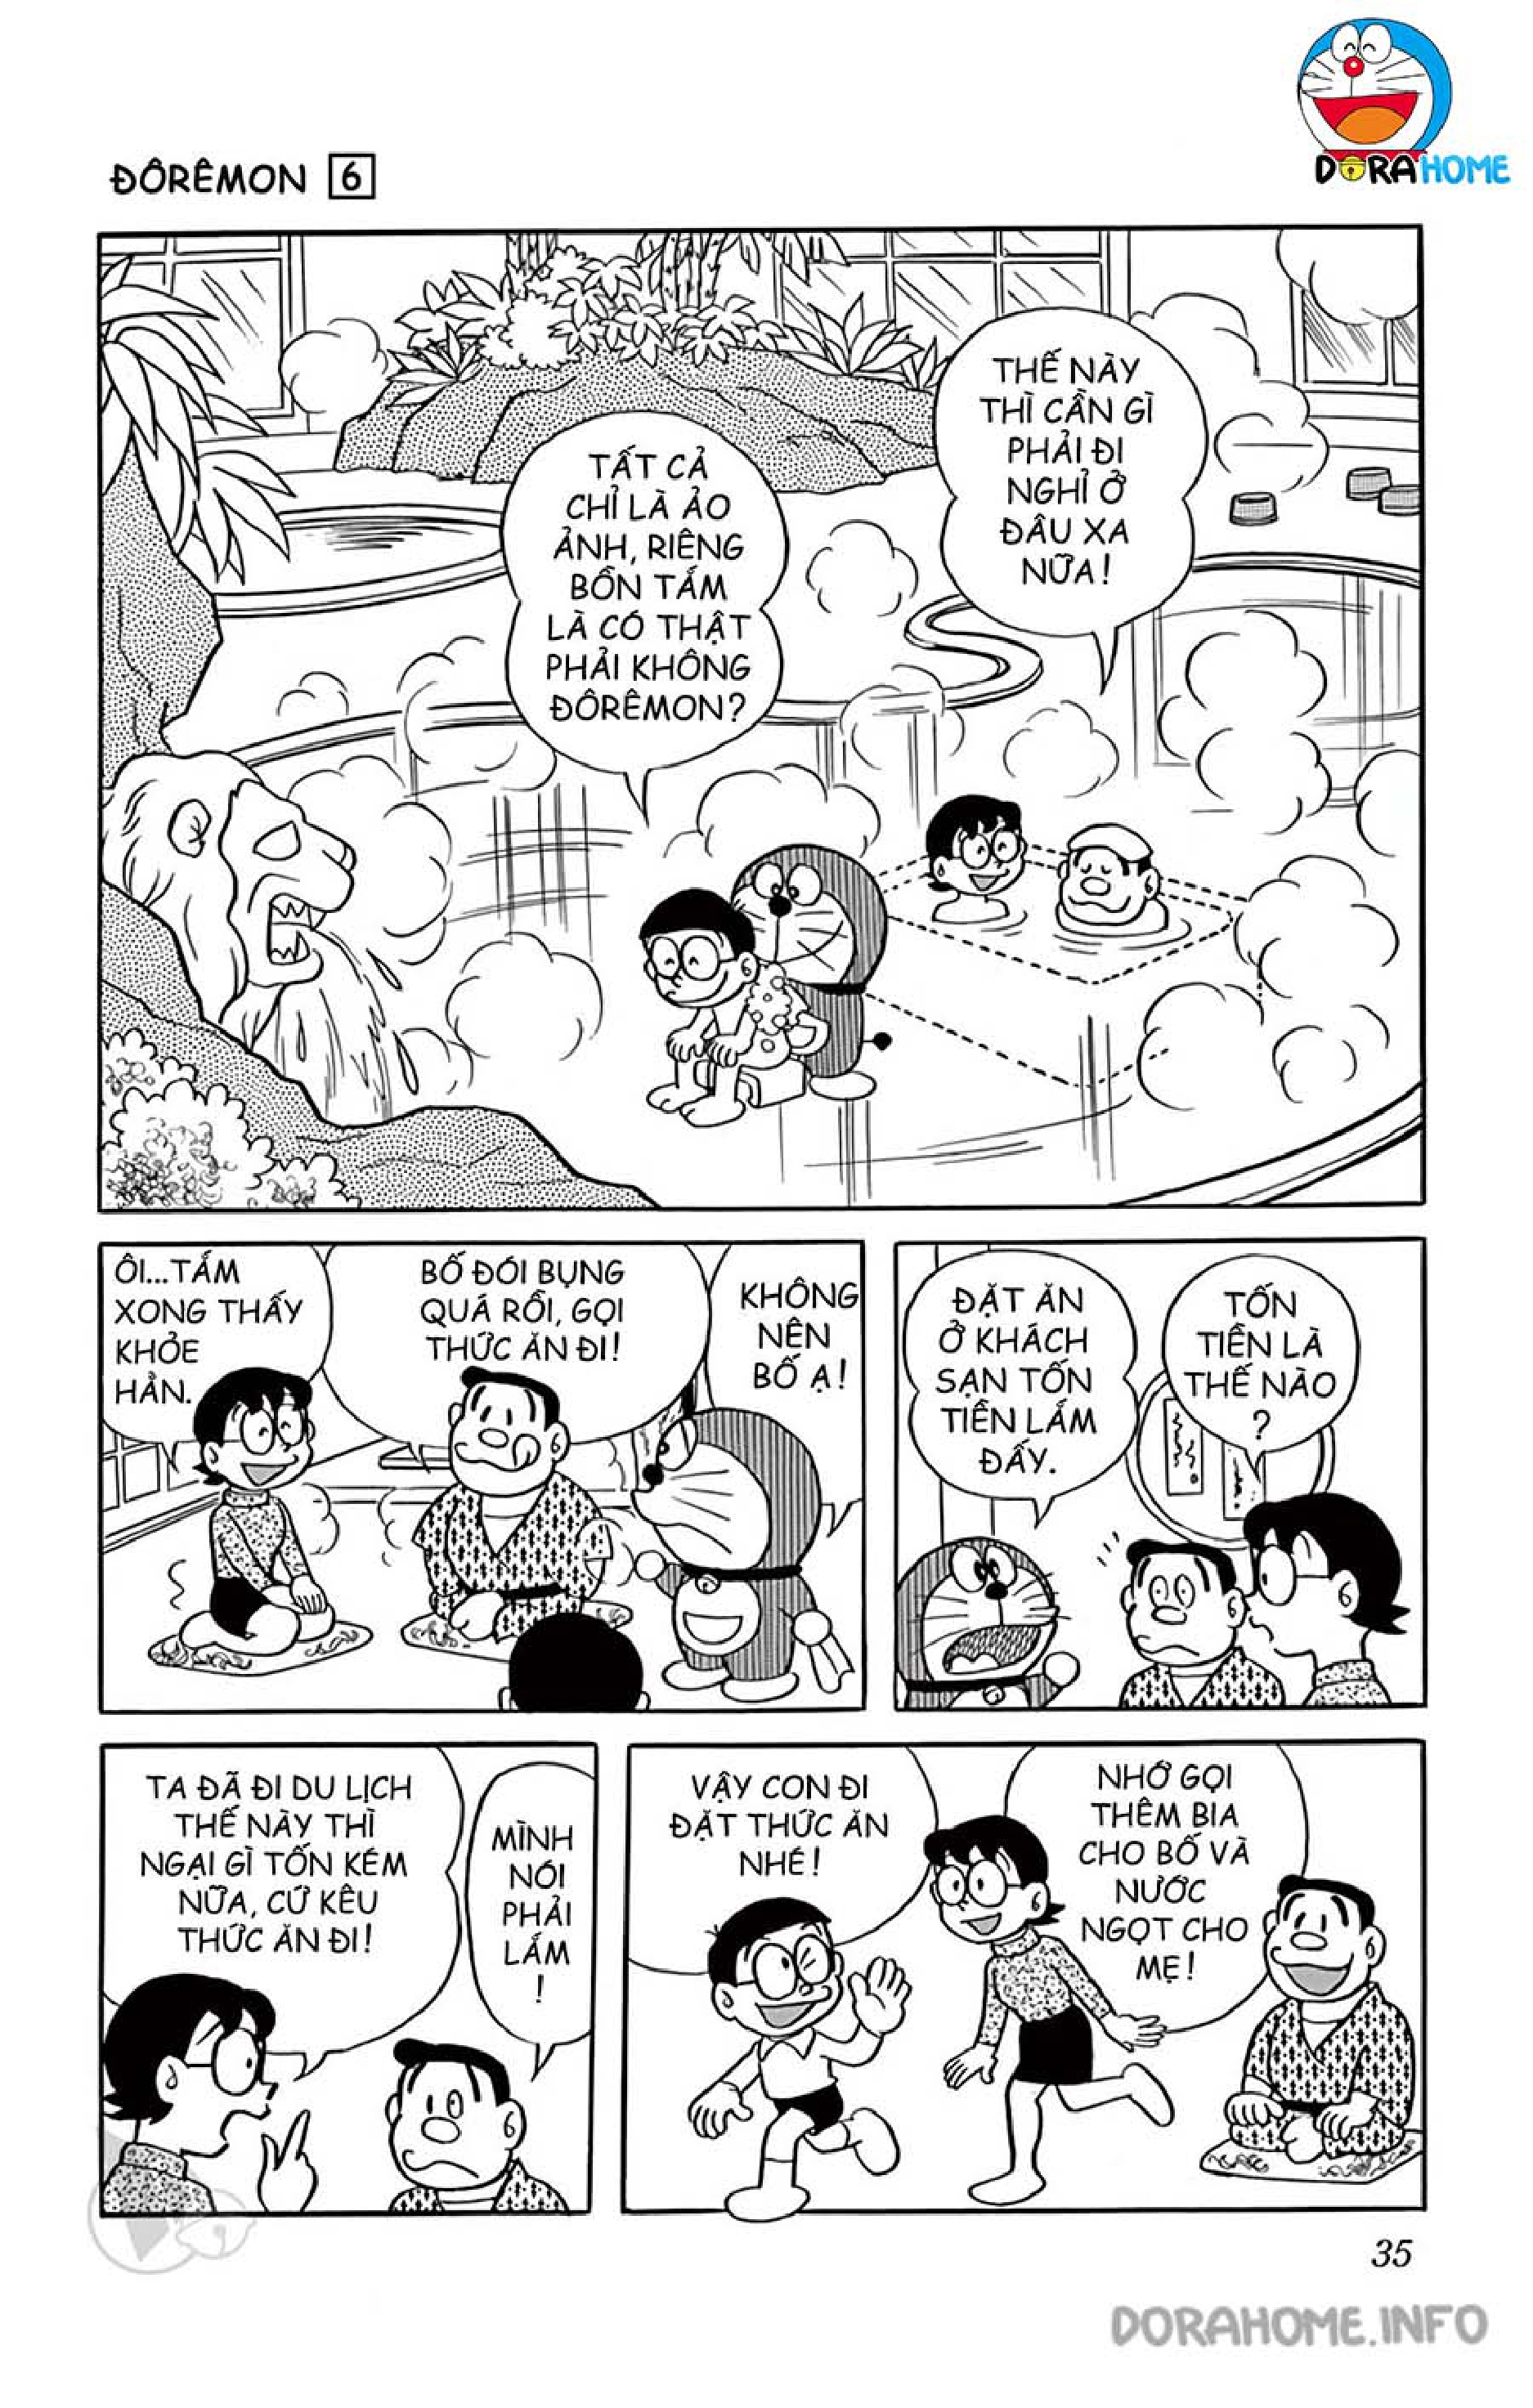 DORAHOME
ĐÔRÊMON 6
TẤT CẢ
CHỈ LÀ ẢO
ẢNH, RIÊNG
BỒN TẮM
LÀ CÓ THẬT
PHẢI KHÔNG
ĐÔRÊMON?
THẾ NÀY
THÌ CẦN GÌ
PHẢI ĐI
NGHỈ Ở
ĐÂU XA
NỮA!
ÔI...TẮM
XONG THẤY
KHỎE
HẲN.
BỐ ĐÓI BỤNG
QUÁ RỒI, GỌI
THỨC ĂN ĐI!
KHÔNG
NÊN
BỐ Ạ!
ĐẶT ĂN
Ở KHÁCH
SẠN TỐN
TIỀN LẮM
ĐẤY.
TỐN
TIỀN LÀ
THẾ NÀO
?
TA ĐÃ ĐI DU LỊCH
THẾ NÀY THÌ
NGẠI GÌ TỐN KÉM
NỮA, CỨ KÊU
THỨC ĂN ĐI!
MÌNH
NÓI
PHẢI
LẮM
!
VẬY CON ĐI
ĐẶT THỨC ĂN
NHÉ!
NHỚ GỌI
THÊM BIA
CHO BỐ VÀ
NƯỚC
NGỌT CHO
MẸ!
35
DORAHOME.INFO